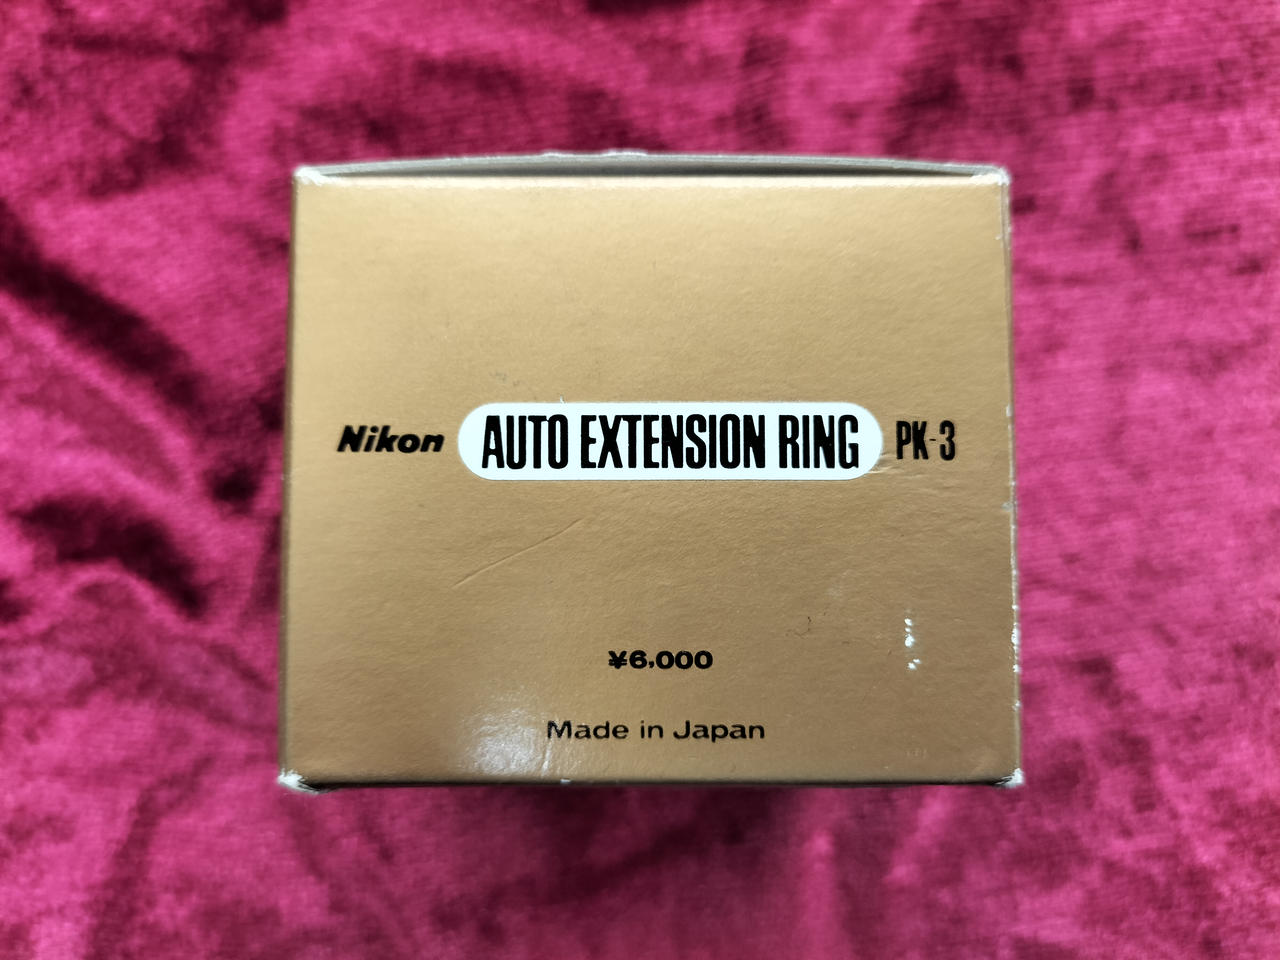 Nikon AUTO EXTENSION RING PK-3
¥6,000
Made in Japan